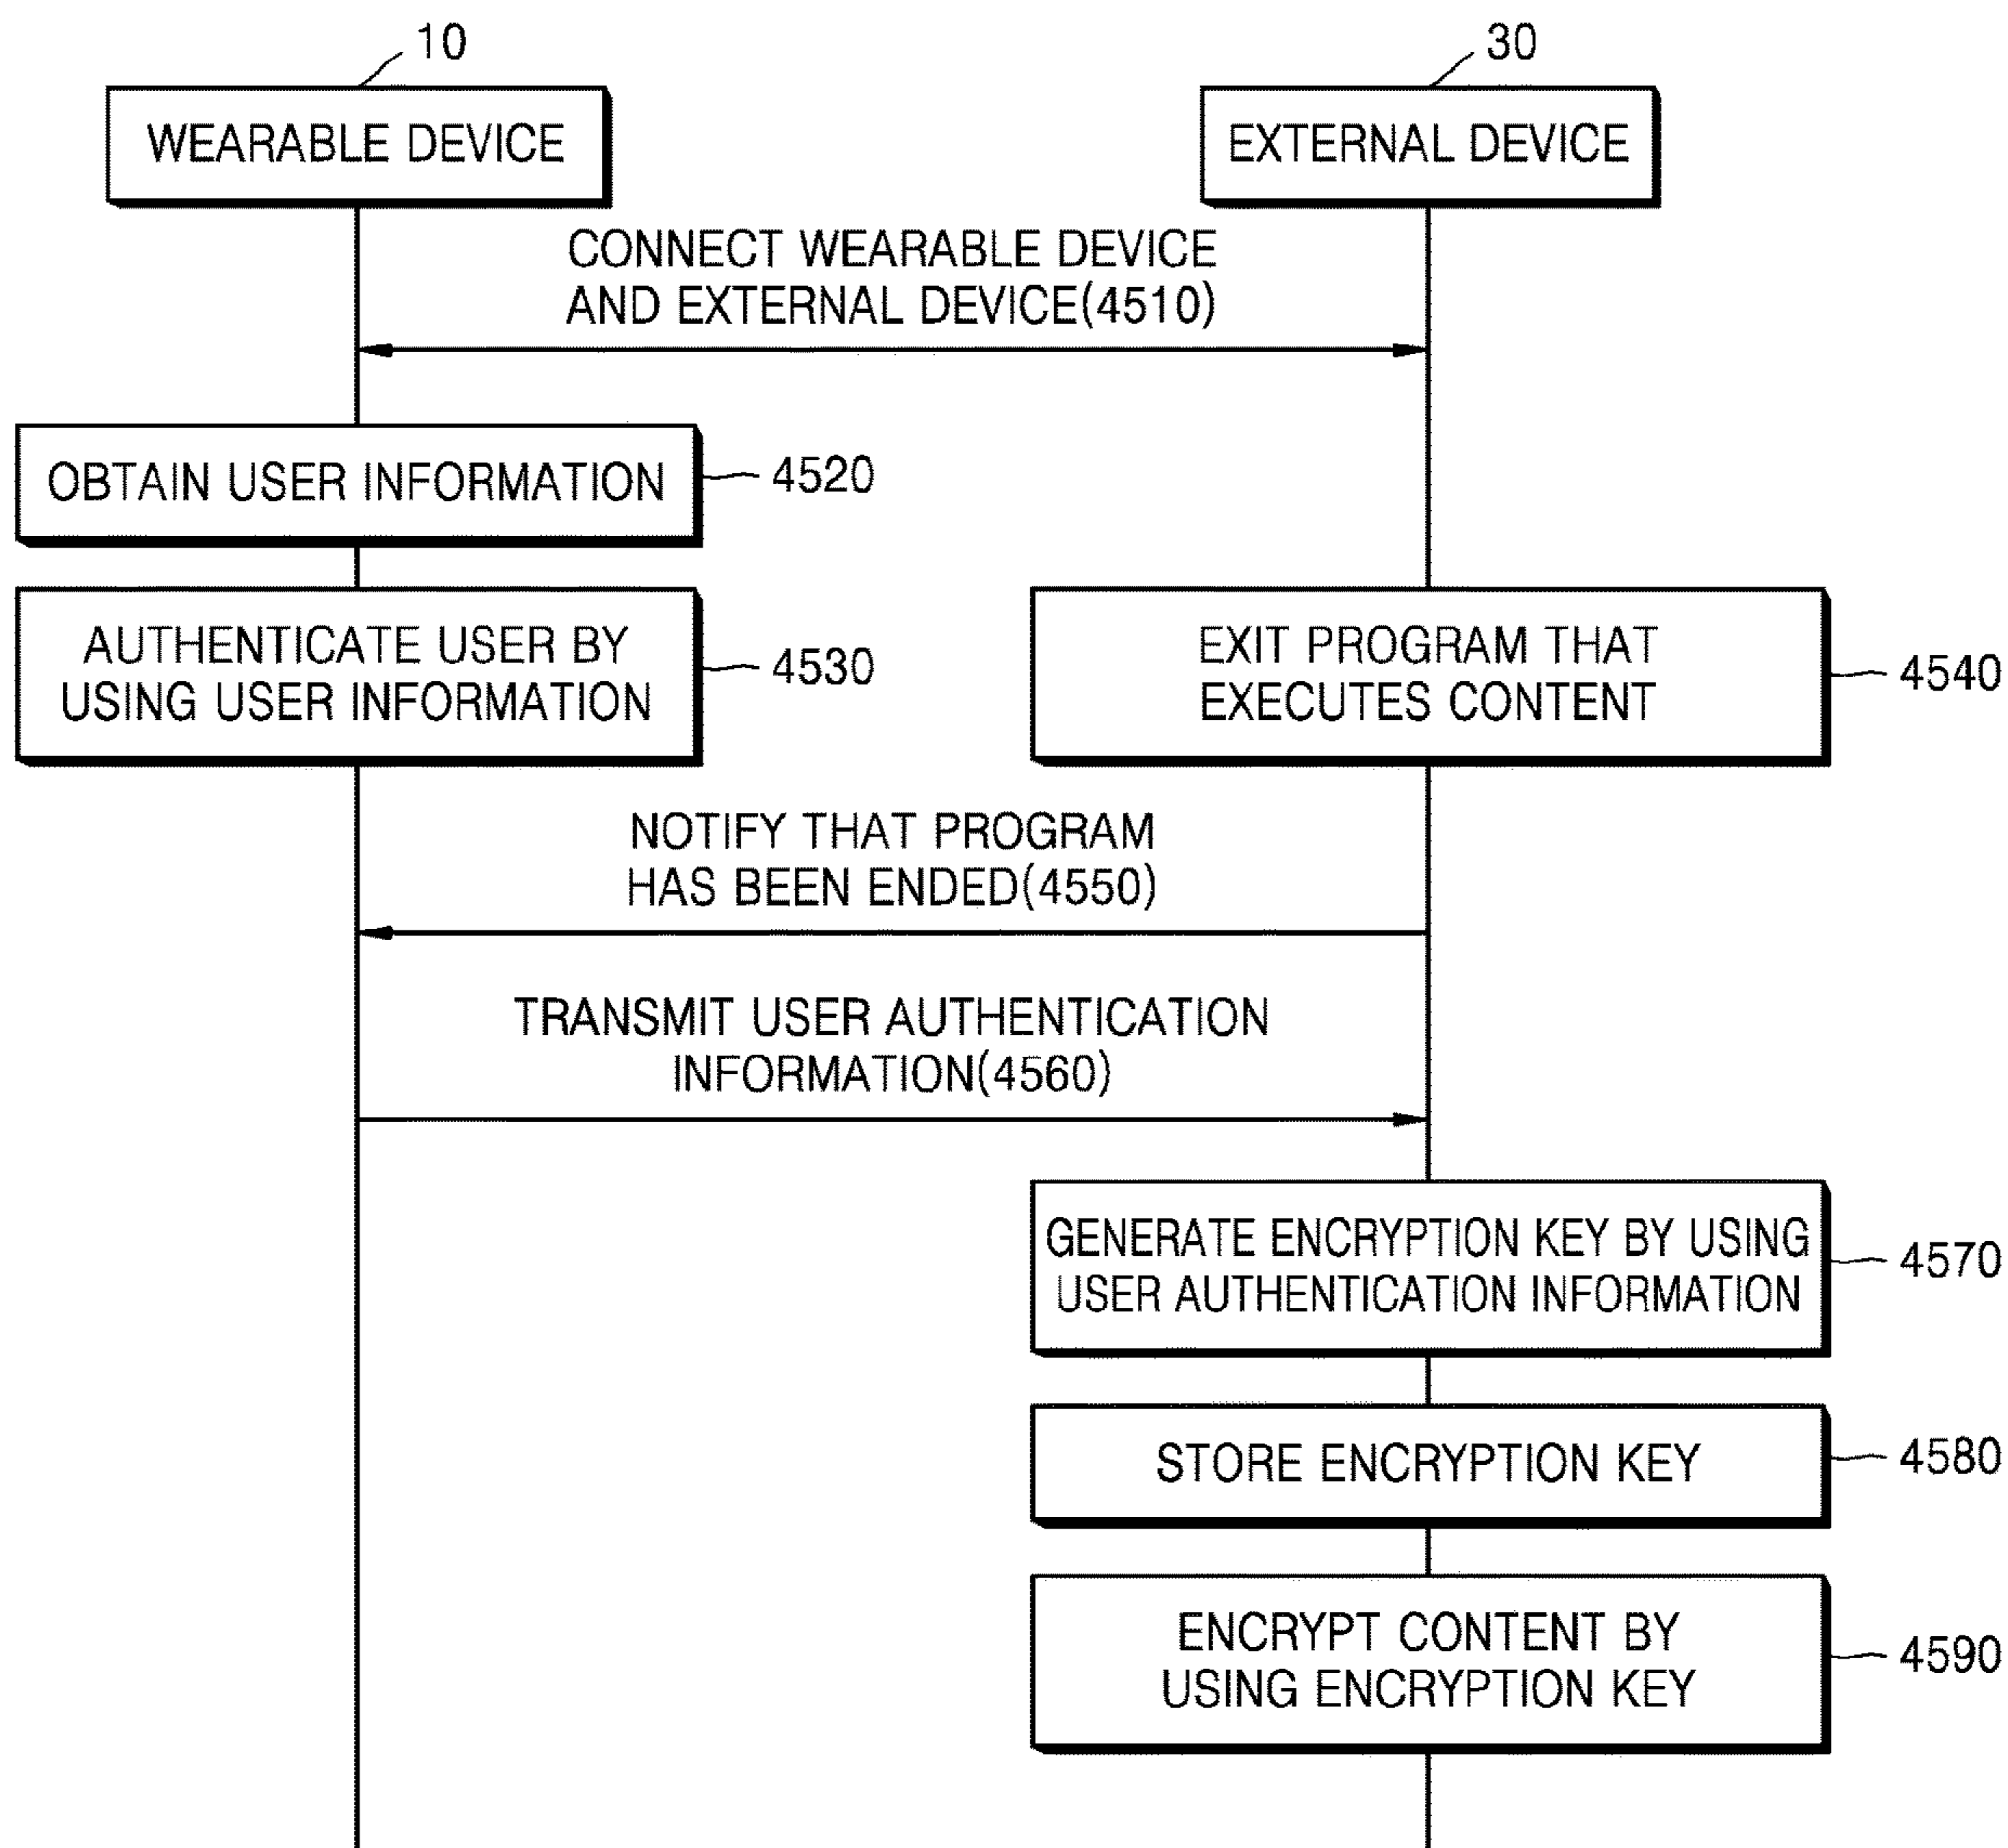 10
30
WEARABLE DEVICE
EXTERNAL DEVICE
CONNECT WEARABLE DEVICE
AND EXTERNAL DEVICE(4510)
OBTAIN USER INFORMATION
4520
AUTHENTICATE USER BY
USING USER INFORMATION
4530
EXIT PROGRAM THAT
EXECUTES CONTENT
4540
NOTIFY THAT PROGRAM
HAS BEEN ENDED(4550)
TRANSMIT USER AUTHENTICATION
INFORMATION(4560)
GENERATE ENCRYPTION KEY BY USING
USER AUTHENTICATION INFORMATION
4570
STORE ENCRYPTION KEY
4580
ENCRYPT CONTENT BY
USING ENCRYPTION KEY
4590